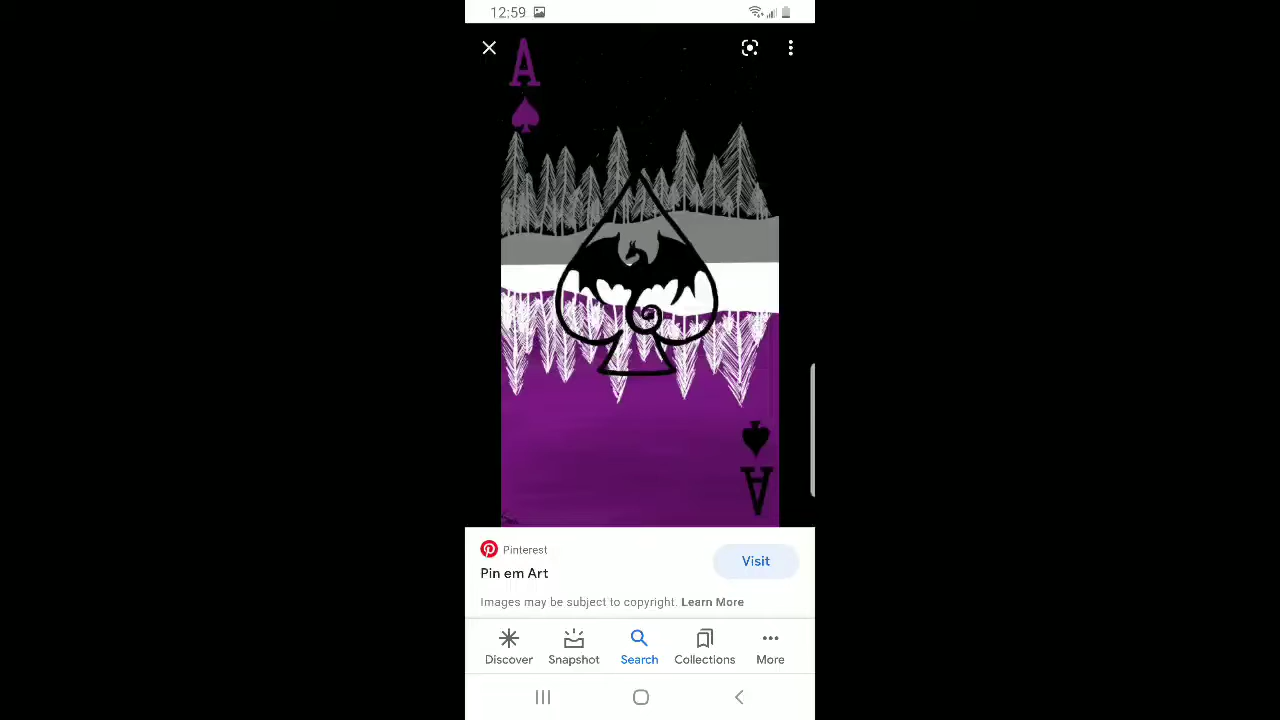 12:59
A
Pinterest
Visit
Pin em Art
Images may be subject to copyright. Learn More
Discover Snapshot Search Collections More
A